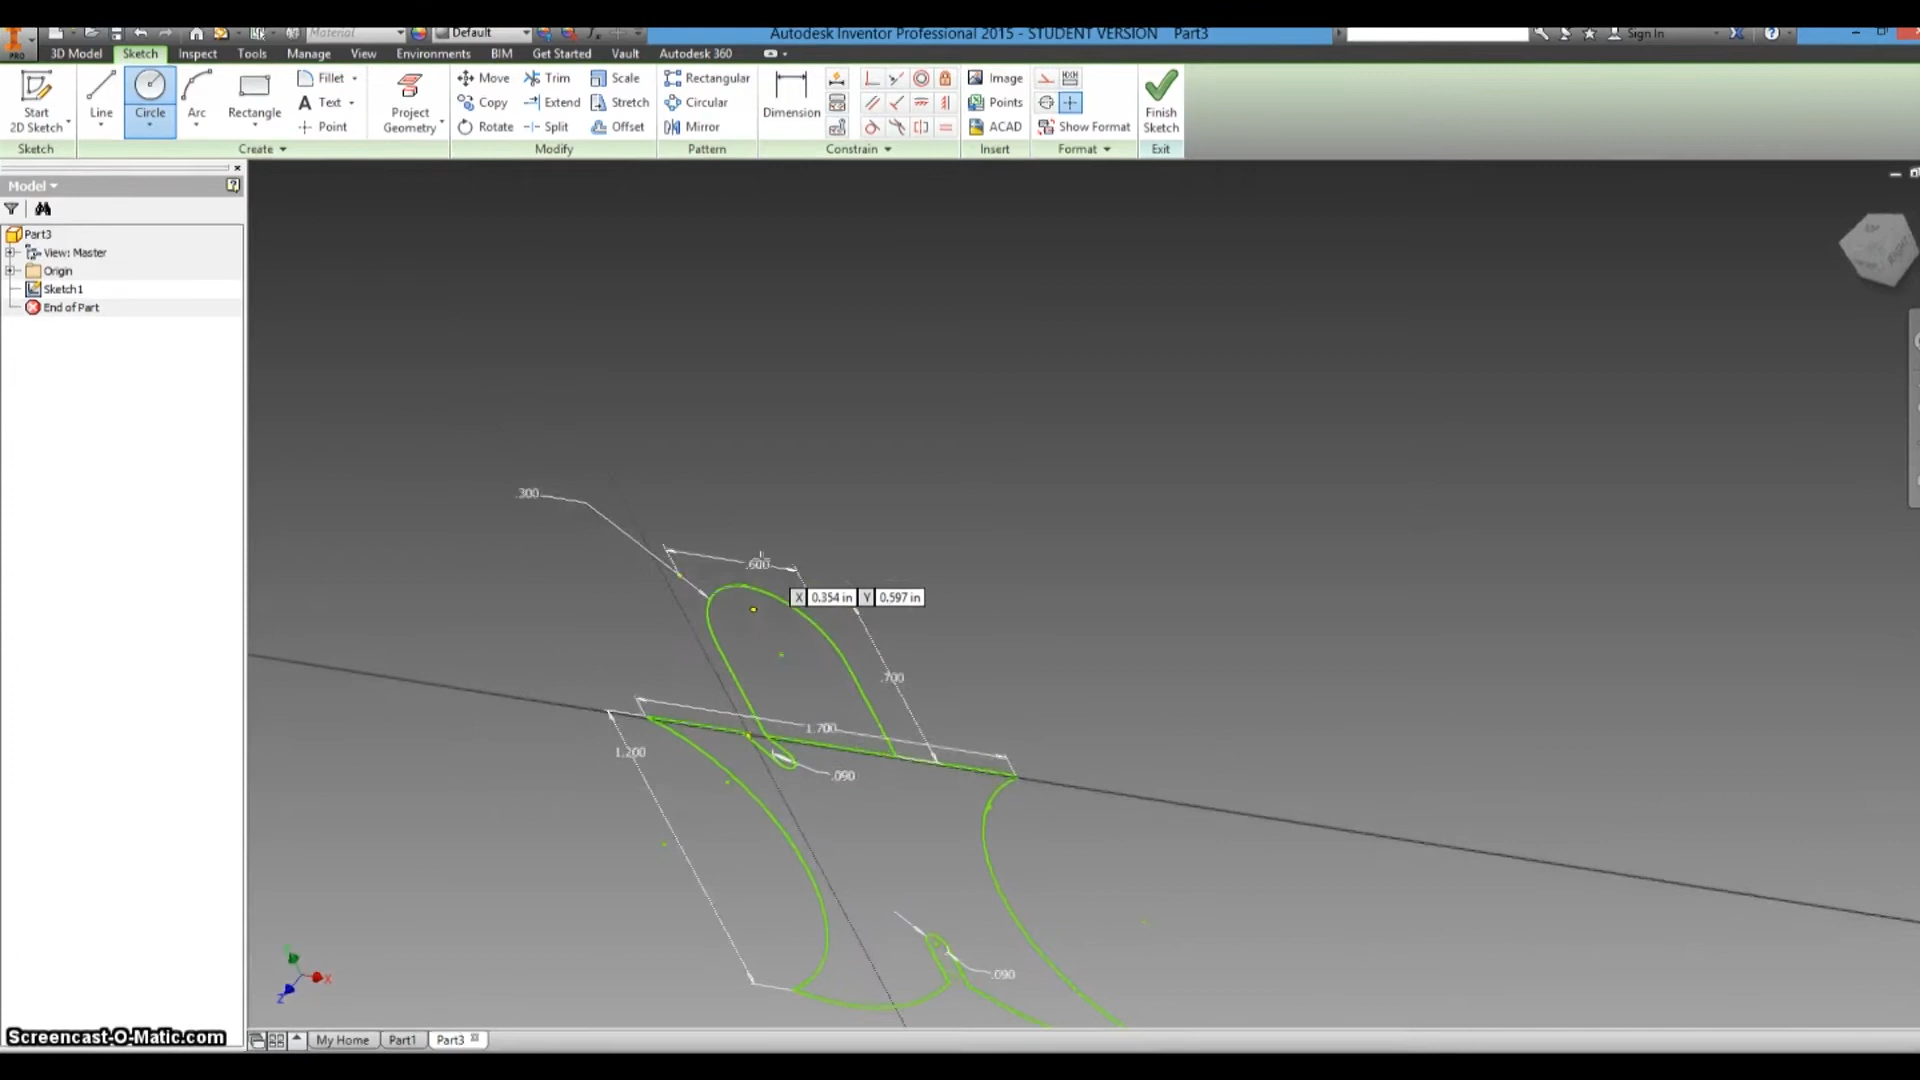 Material Default Autodesk Inventor Professional 2015 - STUDENT VERSION Part3 Sign In
PRO 3D Model Sketch Inspect Tools Manage View Environments BIM Get Started Vault Autodesk 360
Start 2D Sketch Line Circle Arc Rectangle Fillet Text Point Project Geometry
Move Trim Scale
Copy Extend Stretch
Rotate Split Offset
Rectangular
Circular
Mirror
Dimension
Image
Points
ACAD
Show Format
Finish Sketch
Sketch Create Modify Pattern Constrain Insert Format Exit
Model
Part3
View: Master
Origin
Sketch1
End of Part
.300
.600
X 0.354 in Y 0.597 in
.700
1.700
1.200
.090
.090
RIGHT
X
Z
Screencast-O-Matic.com
My Home Part1 Part3